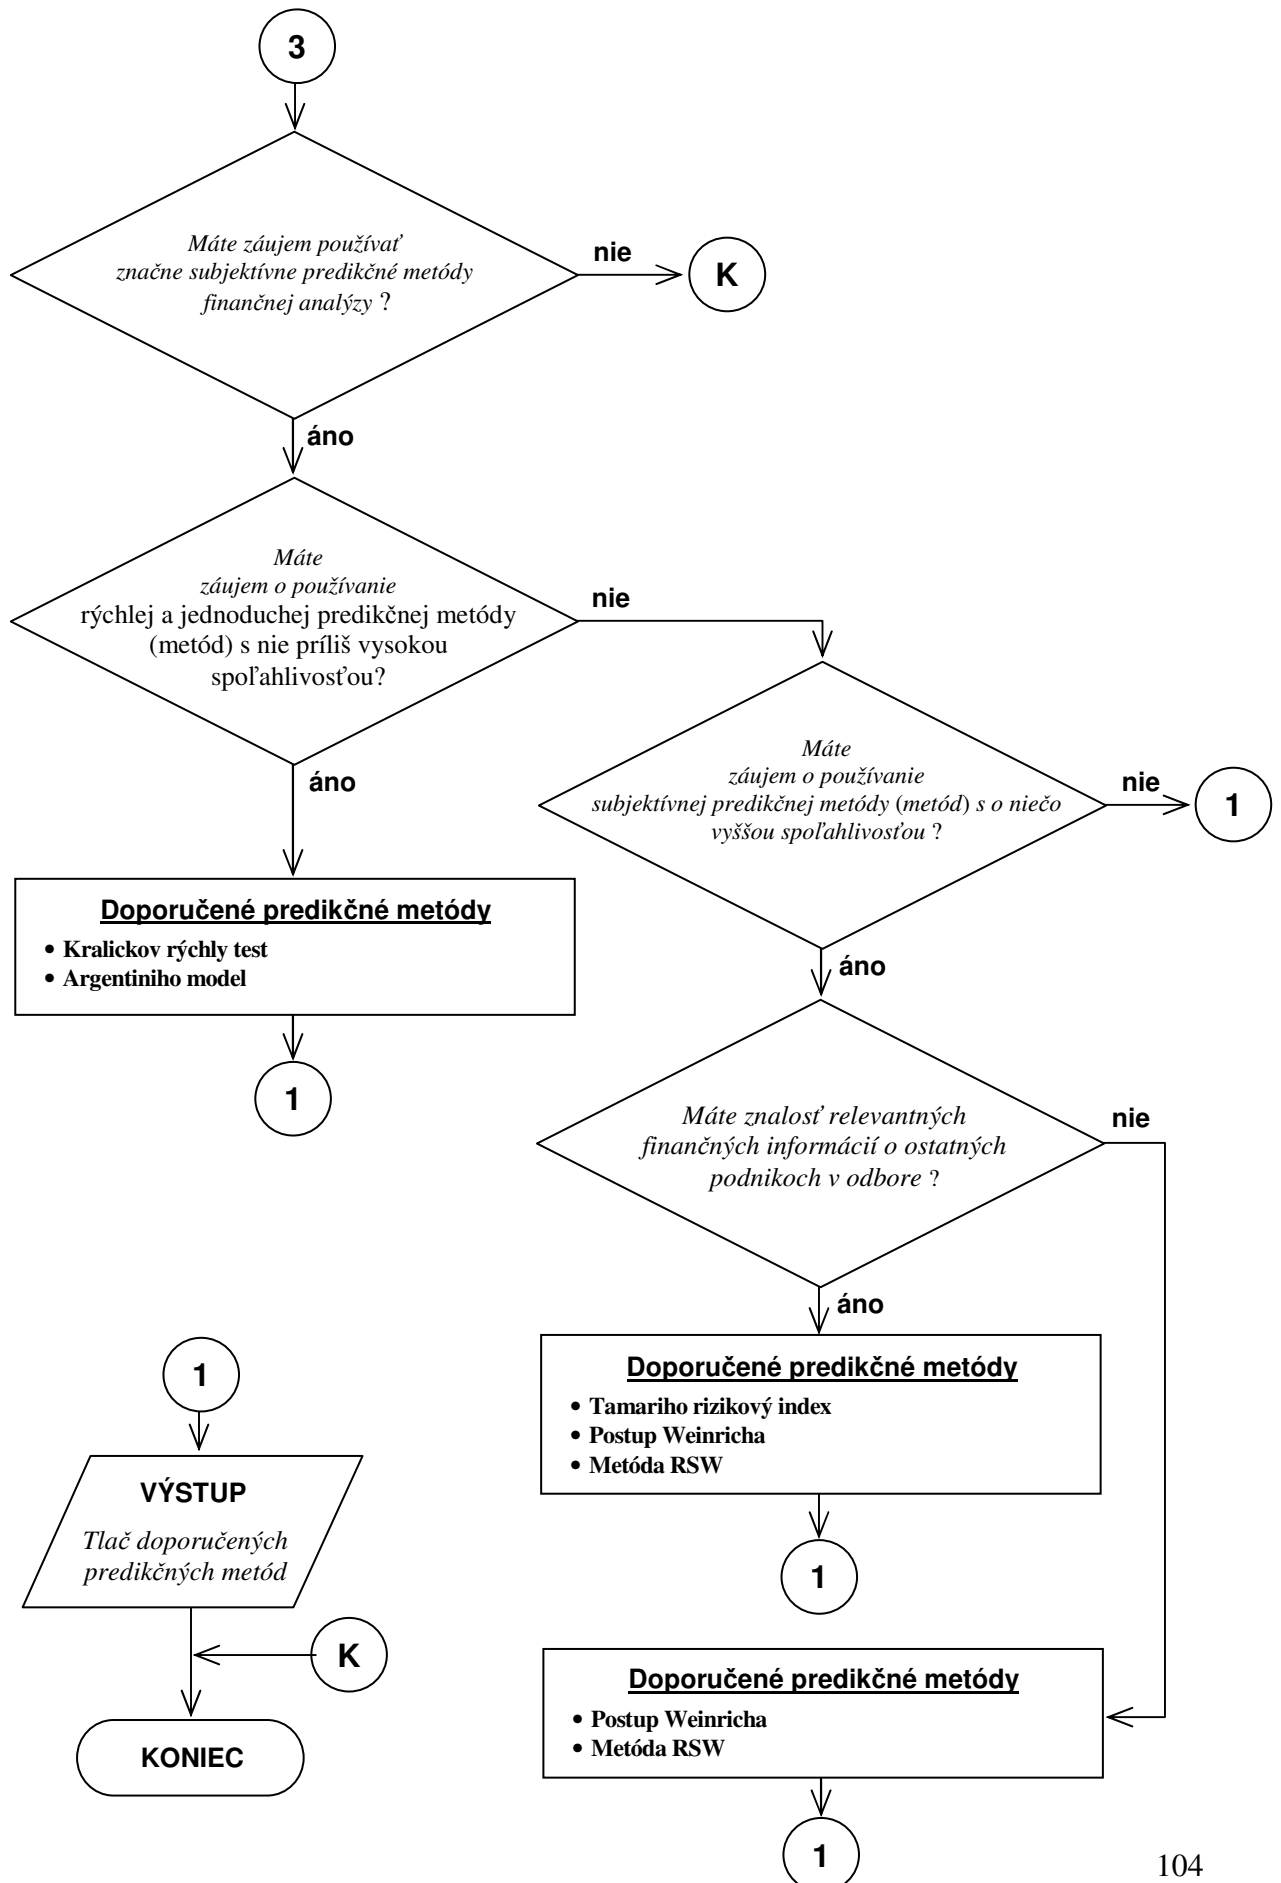 3
Máte záujem používať
značne subjektívne predikčné metódy
finančnej analýzy ?
nie
K
áno
Máte
záujem o používanie
rýchlej a jednoduchej predikčnej metódy
(metód) s nie príliš vysokou
spoľahlivosťou?
nie
áno
Máte
záujem o používanie
subjektívnej predikčnej metódy (metód) s o niečo
vyššou spoľahlivosťou ?
nie
1
Doporučené predikčné metódy
• Kralickov rýchly test
• Argentiniho model
1
áno
Máte znalosť relevantných
finančných informácií o ostatných
podnikoch v odbore ?
nie
áno
Doporučené predikčné metódy
• Tamariho rizikový index
• Postup Weinricha
• Metóda RSW
1
1
VÝSTUP
Tlač doporučených
predikčných metód
K
KONIEC
Doporučené predikčné metódy
• Postup Weinricha
• Metóda RSW
1
104